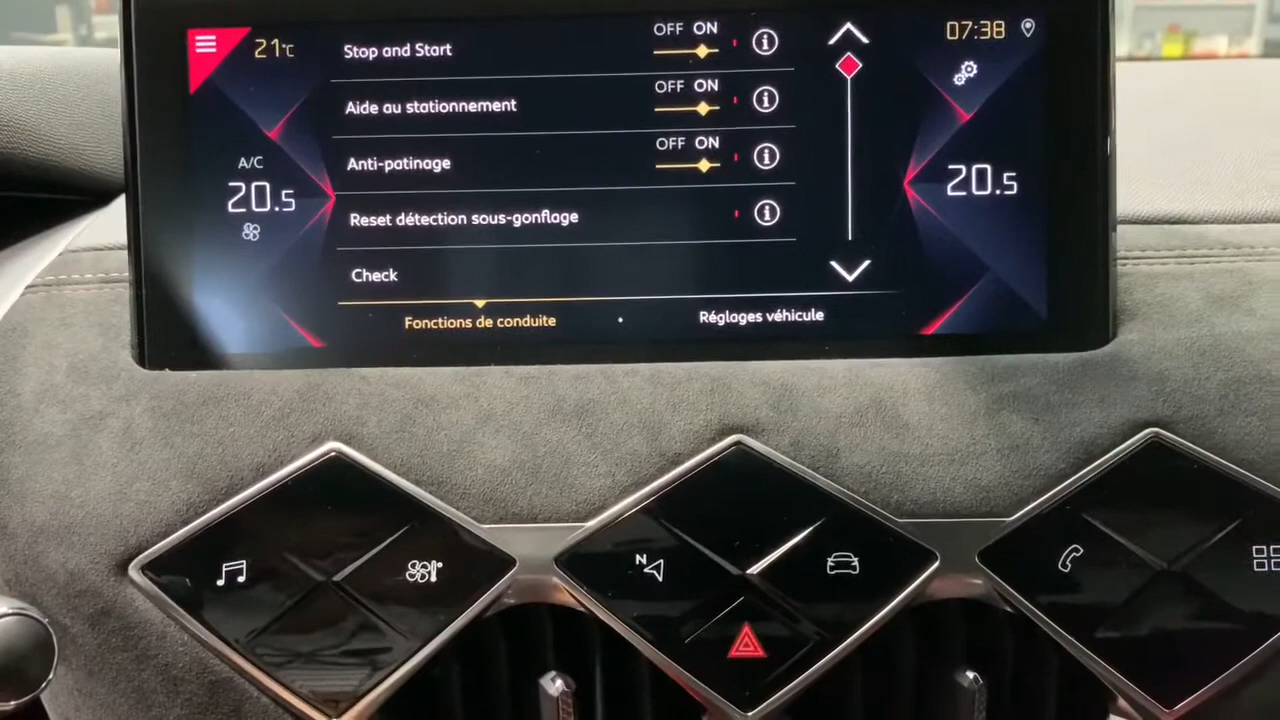 21°C
A/C
20.5
Stop and Start
OFF ON
Aide au stationnement
OFF ON
Anti-patinage
OFF ON
Reset détection sous-gonflage
Check
Fonctions de conduite
Réglages véhicule
07:38
20.5
N